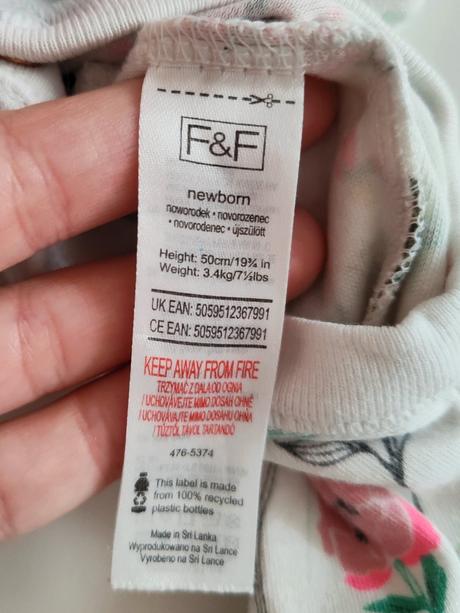 F&F
newborn
noworodek • novorozenec
• novorodenec • újszülött
Height: 50cm/19¾ in
Weight: 3.4kg/7½lbs
UK EAN: 5059512367991
CE EAN: 5059512367991
KEEP AWAY FROM FIRE
TRZYMAĆ Z DALA OD OGNIA
/ UCHOVÁVEJTE MIMO DOSAH OHNĚ
/ UCHOVÁVAJTE MIMO DOSAHU OHŇA
/ TŰZTŐL TÁVOL TARTANDÓ
476-5374
This label is made
from 100% recycled
plastic bottles
Made in Sri Lanka
Wyprodukowano na Sri Lance
Vyrobeno na Srí Lance